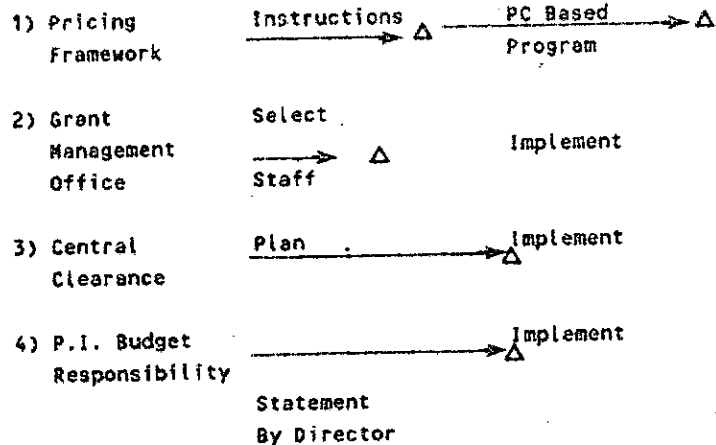 1) Pricing Instructions PC Based
Framework Program
2) Grant Select
Management Implement
Office Staff
3) Central Plan Implement
Clearance
4) P.I. Budget Implement
Responsibility
Statement
By Director